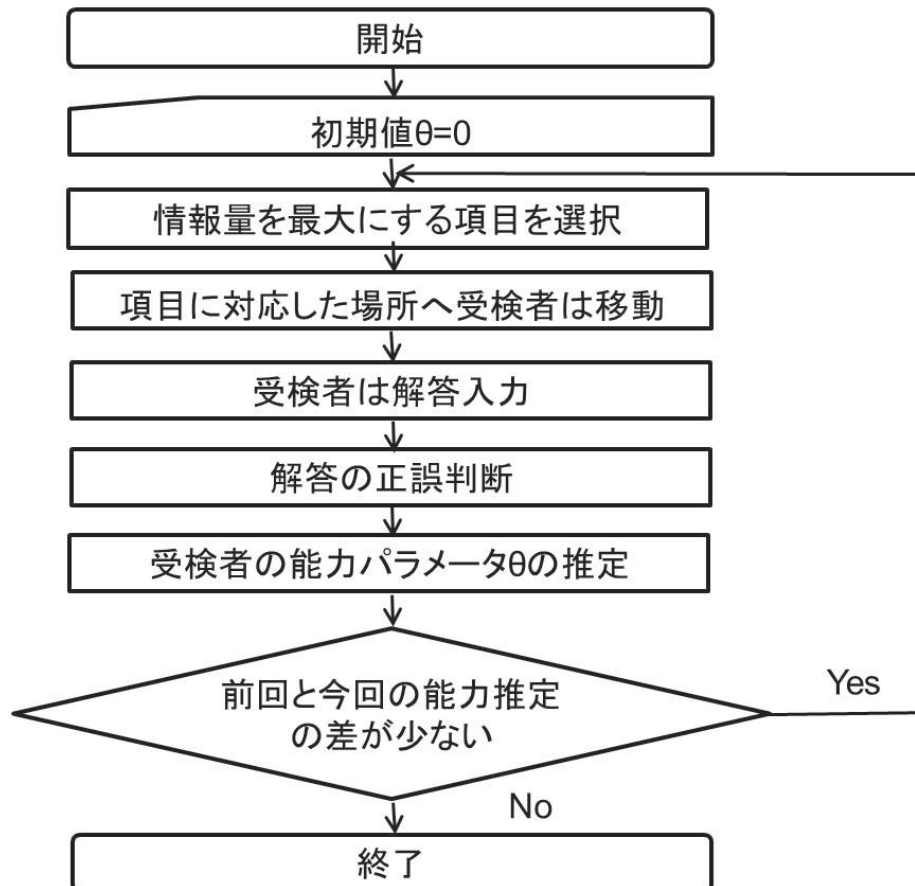 開始
初期値θ=0
情報量を最大にする項目を選択
項目に対応した場所へ受検者は移動
受検者は解答入力
解答の正誤判断
受検者の能力パラメータθの推定
前回と今回の能力推定
の差が少ない
Yes
No
終了